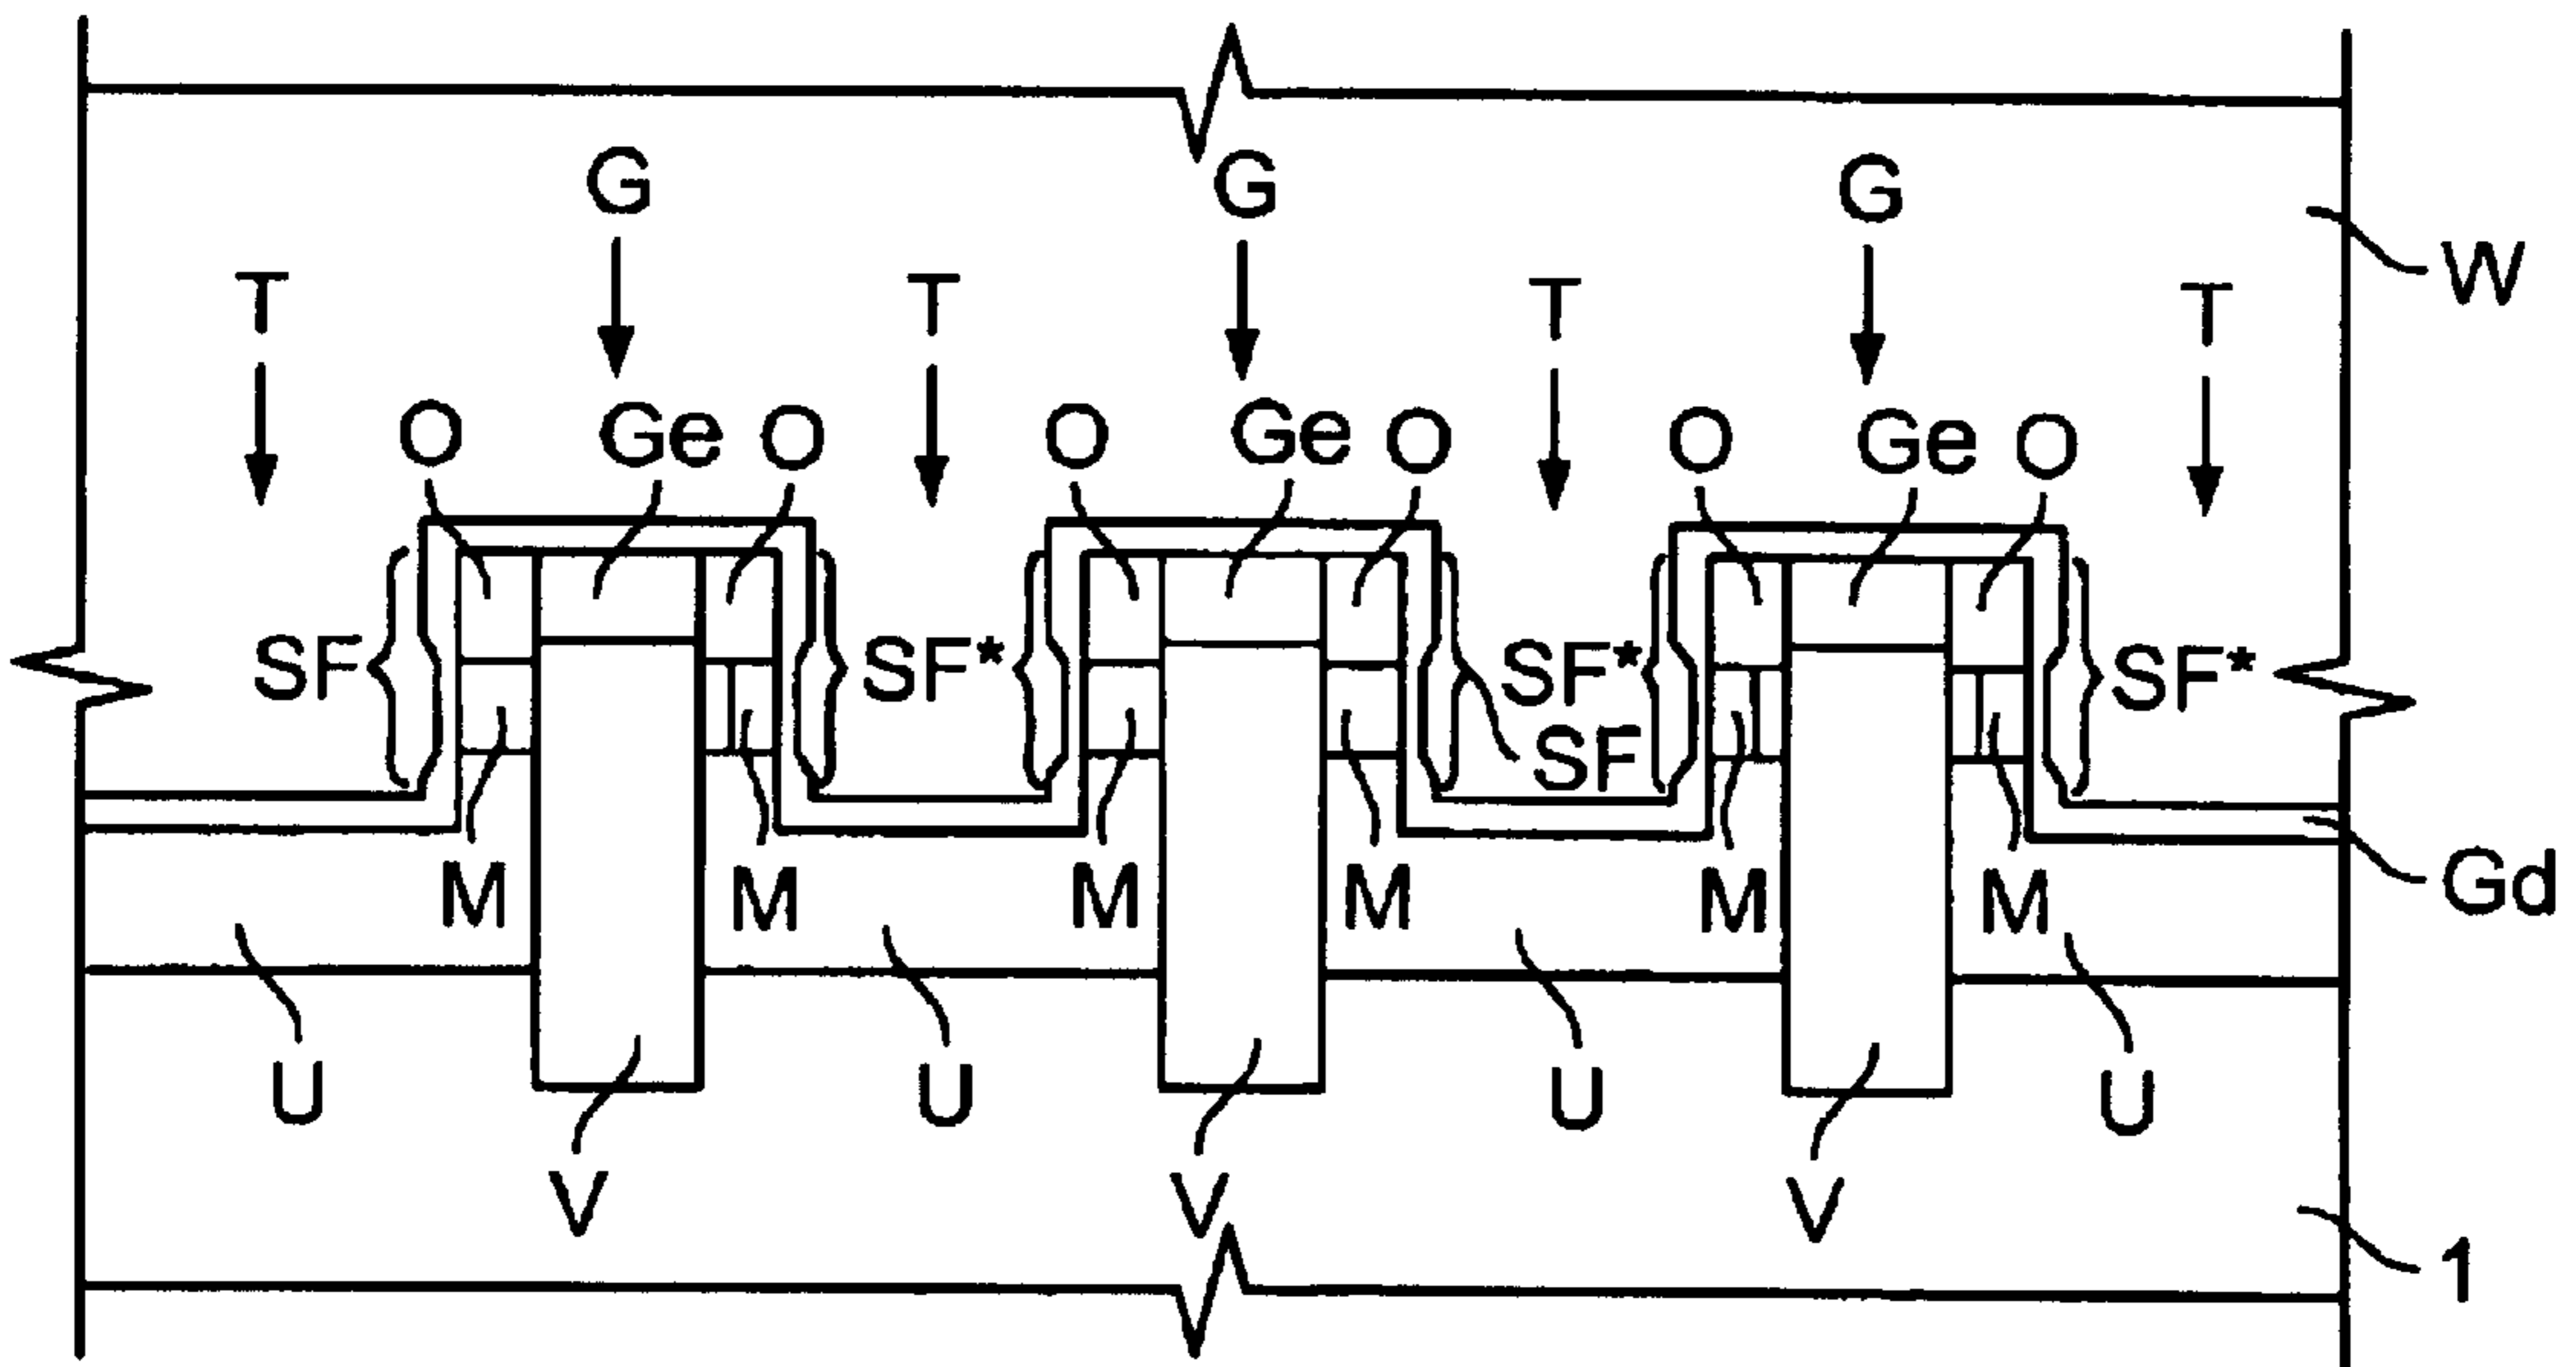 G G G
W
T T T T
O Ge O O Ge O O Ge O
SF SF* SF* SF*
SF
M M M M M M
Gd
U U U U
V V V
1